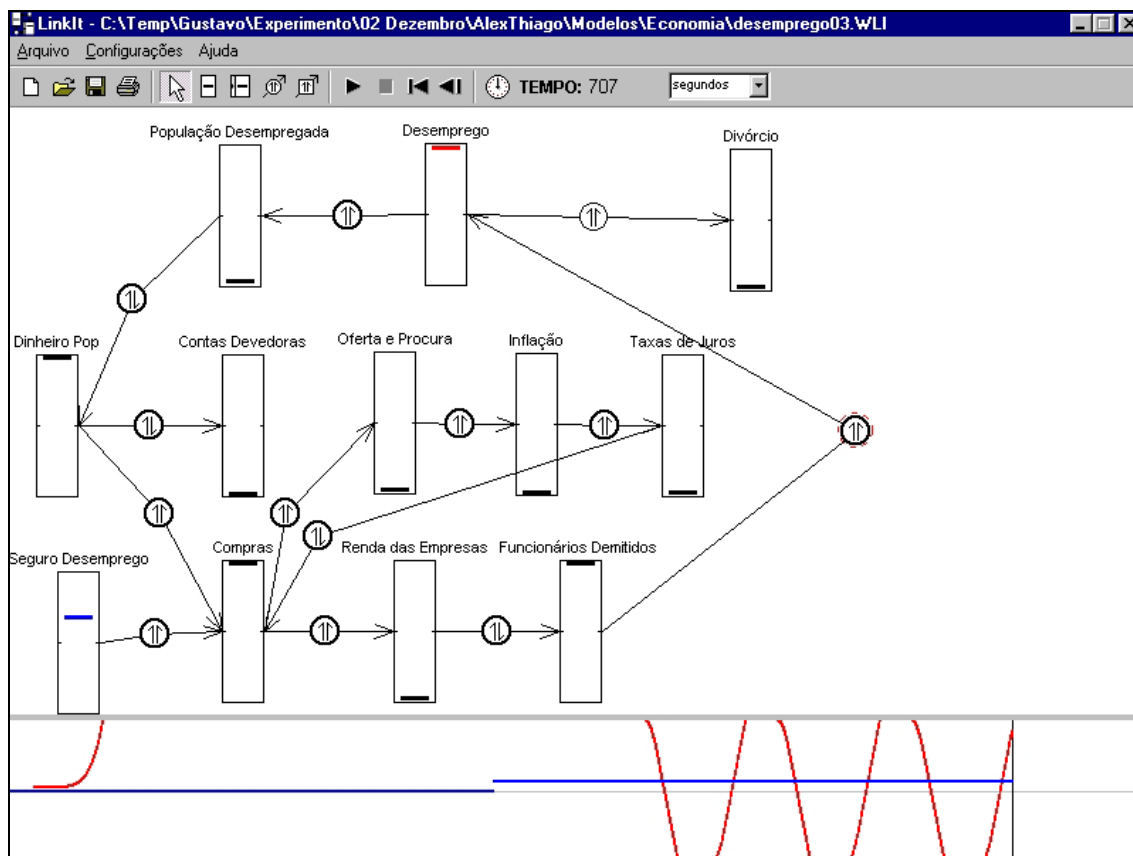 LinkIt - C:\Temp\Gustavo\Experimento\02 Dezembro\AlexThiago\Modelos\Economia\desemprego03.WLI
Arquivo Configurações Ajuda
TEMPO: 707 segundos
População Desempregada Desemprego Divórcio
Dinheiro Pop Contas Devedoras Oferta e Procura Inflação Taxas de Juros
Seguro Desemprego Compras Renda das Empresas Funcionários Demitidos